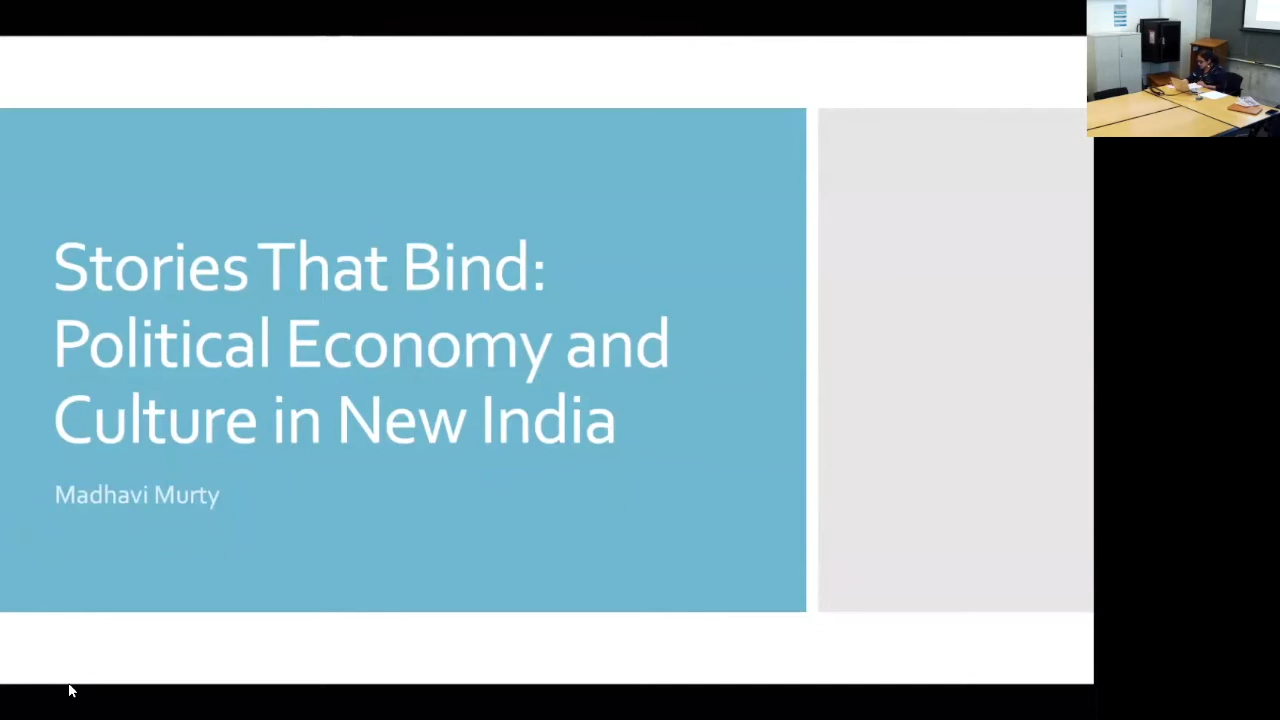 Stories That Bind:
Political Economy and
Culture in New India
Madhavi Murty